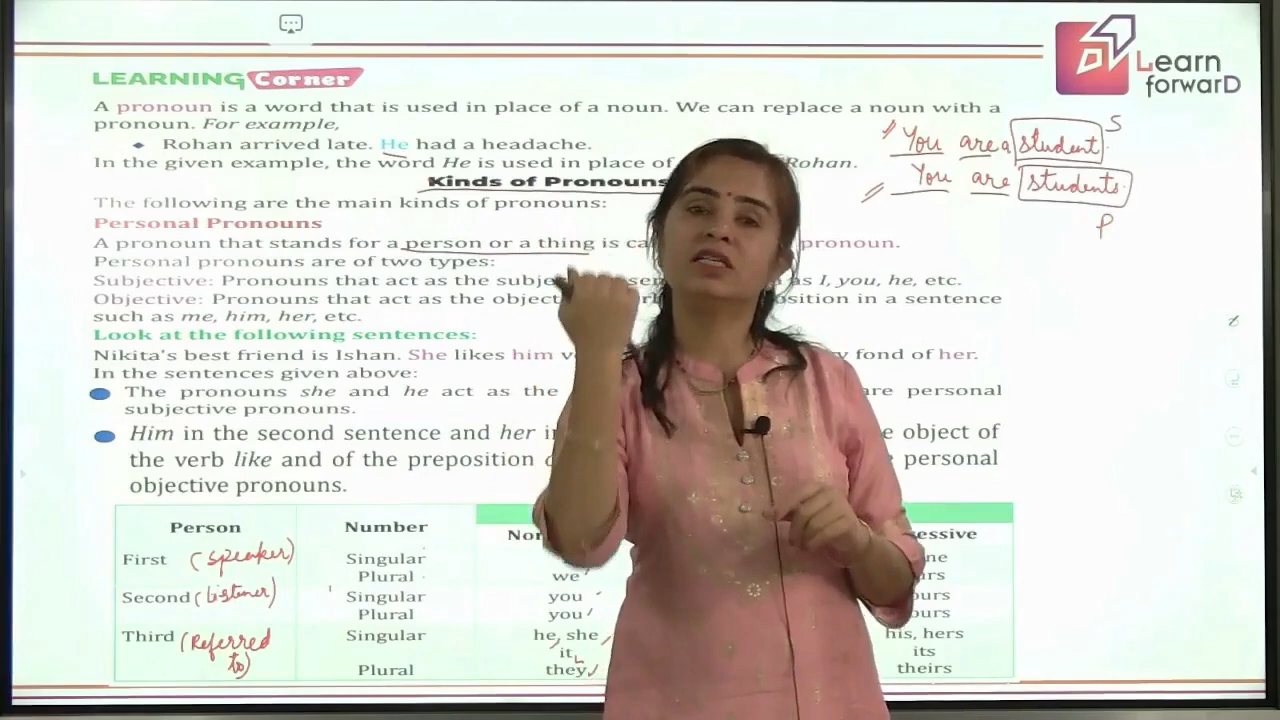 Learn
forwarD
LEARNING Corner
A pronoun is a word that is used in place of a noun. We can replace a noun with a
pronoun. For example,
Rohan arrived late. He had a headache.
In the given example, the word He is used in place of Rohan.
Kinds of Pronouns
The following are the main kinds of pronouns:
Personal Pronouns
A pronoun that stands for a person or a thing is pronoun.
Personal pronouns are of two types:
Subjective: Pronouns that act as the as I, you, he, etc.
Objective: Pronouns that act as the in a sentence
such as me, him, her, etc.
Look at the following sentences:
Nikita's best friend is Ishan. She likes him fond of her.
In the sentences given above:
The pronouns she and he act as the are personal
subjective pronouns.
Him in the second sentence and her object of
the verb like and of the preposition personal
objective pronouns.
You are a student S
You are students.
P
Person Number
First (Speaker) Singular
Plural we
Second (listener) Singular you
Plural you
Third (Referred to) Singular he, she his, hers
it its
Plural they theirs